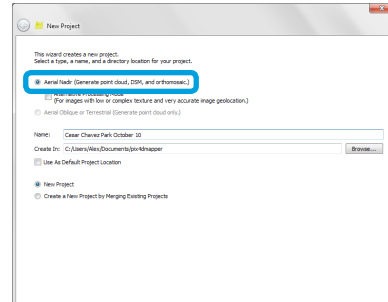 New Project
This wizard creates a new project.
Select a type, a name, and a directory location for your project.
Aerial Nadir (Generate point cloud, DSM, and orthomosaic.)
Alternative Processing Mode
(For images with low or complex texture and very accurate image geolocation.)
Aerial Oblique or Terrestrial (Generate point cloud only.)
Name: Cesar Chavez Park October 10
Create In: C:/Users/Alex/Documents/pix4dmapper Browse...
Use As Default Project Location
New Project
Create a New Project by Merging Existing Projects